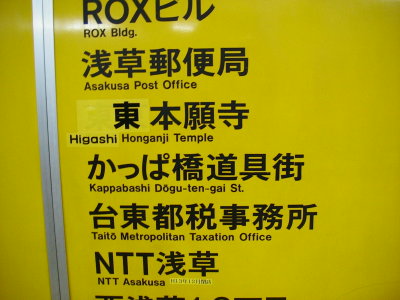 ROXビル
ROX Bldg.
浅草郵便局
Asakusa Post Office
東本願寺
Higashi Honganji Temple
かっぱ橋道具街
Kappabashi Dōgu-ten-gai St.
台東都税事務所
Taitō Metropolitan Taxation Office
NTT浅草
NTT Asakusa